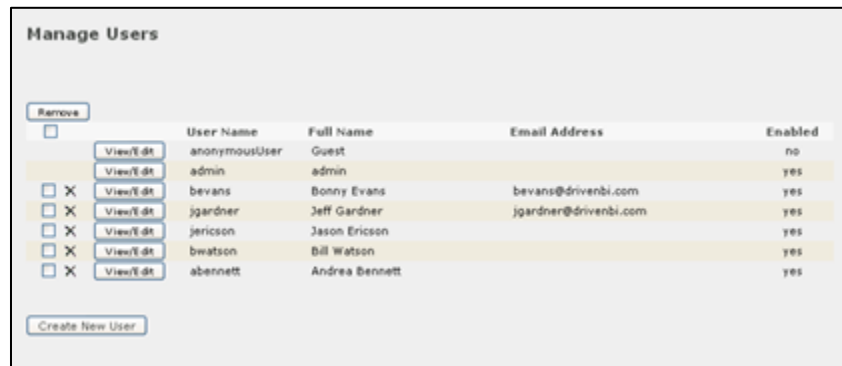 Manage Users
Remove
User Name Full Name Email Address Enabled
View/Edit anonymousUser Guest no
View/Edit admin admin yes
View/Edit bevans Bonny Evans bevans@drivenbi.com yes
View/Edit jgardner Jeff Gardner jgardner@drivenbi.com yes
View/Edit jericson Jason Ericson yes
View/Edit bwatson Bill Watson yes
View/Edit abennett Andrea Bennett yes
Create New User